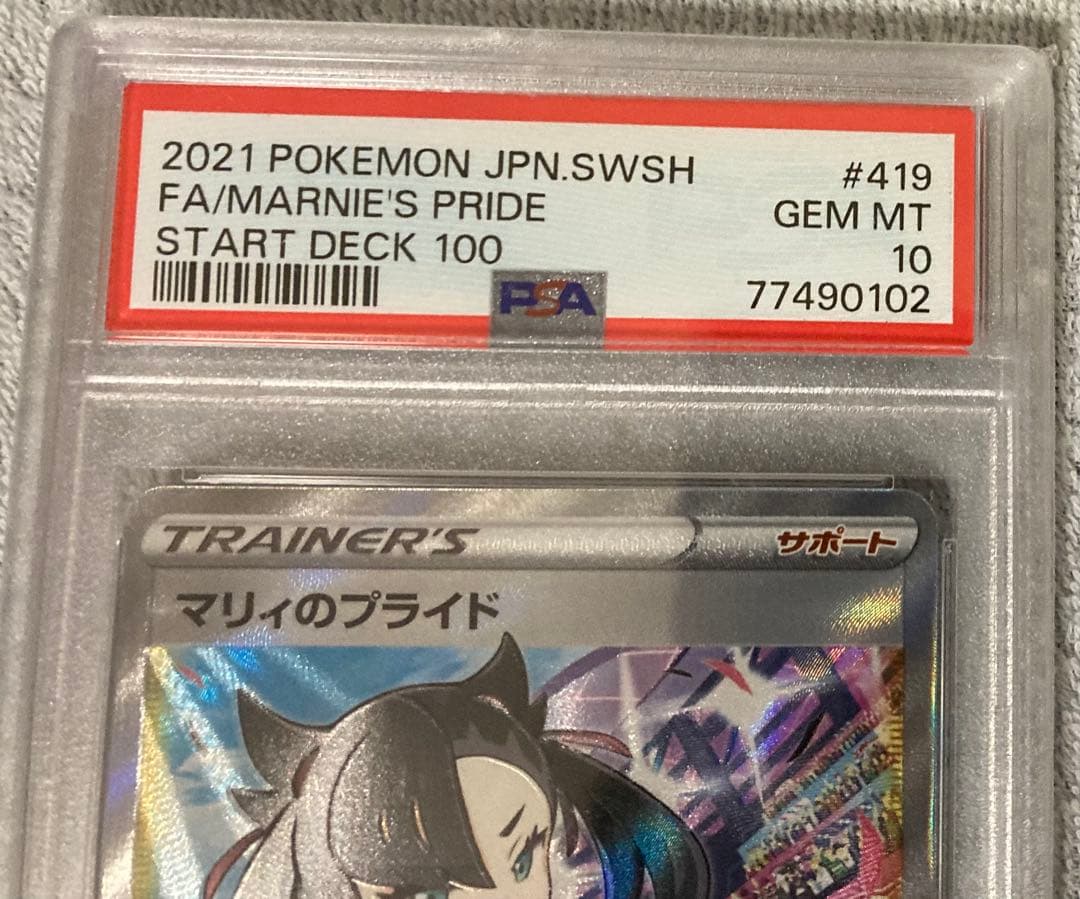 2021 POKEMON JPN.SWSH
FA/MARNIE'S PRIDE
START DECK 100
#419
GEM MT
10
77490102
PSA
TRAINER'S
サポート
マリィのプライド